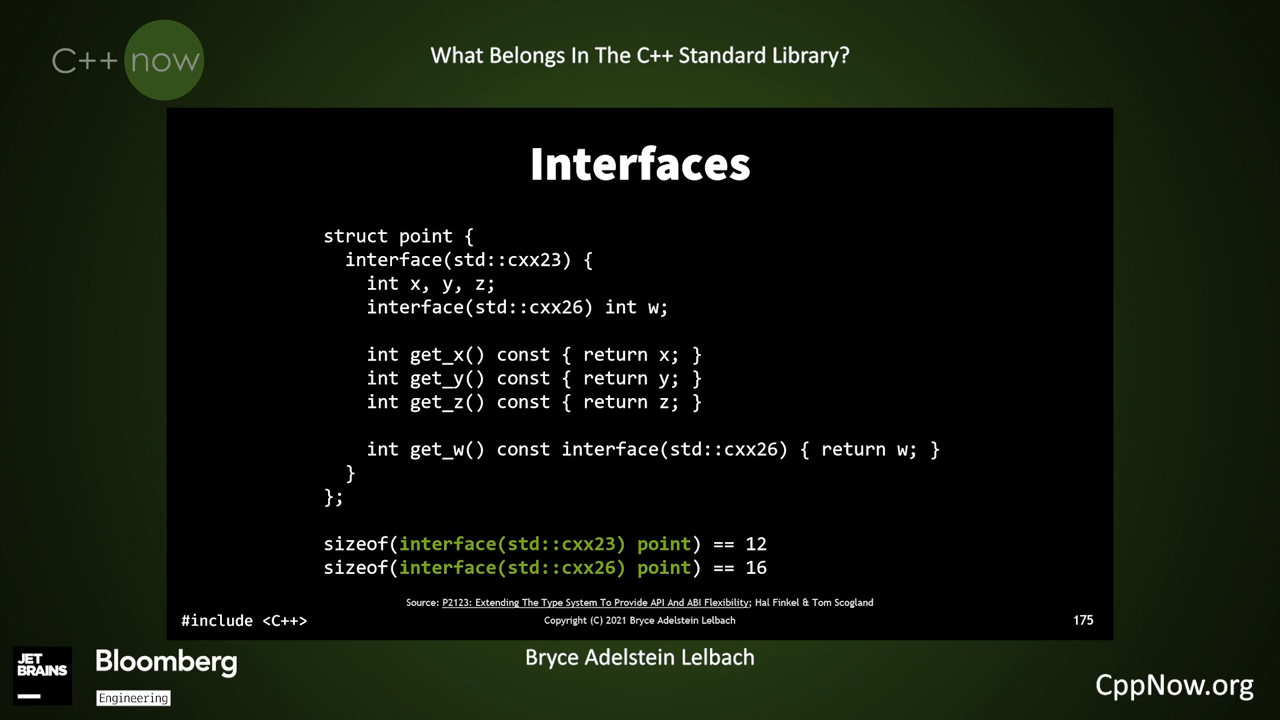 C++ now
What Belongs In The C++ Standard Library?
Interfaces
struct point {
  interface(std::cxx23) {
    int x, y, z;
    interface(std::cxx26) int w;
    int get_x() const { return x; }
    int get_y() const { return y; }
    int get_z() const { return z; }
    int get_w() const interface(std::cxx26) { return w; }
  }
};
sizeof(interface(std::cxx23) point) == 12
sizeof(interface(std::cxx26) point) == 16
Source: P2123: Extending The Type System To Provide API And ABI Flexibility; Hal Finkel & Tom Scogland
#include <C++>
Copyright (C) 2021 Bryce Adelstein Lelbach
175
JET
BRAINS
Bloomberg
Engineering
Bryce Adelstein Lelbach
CppNow.org